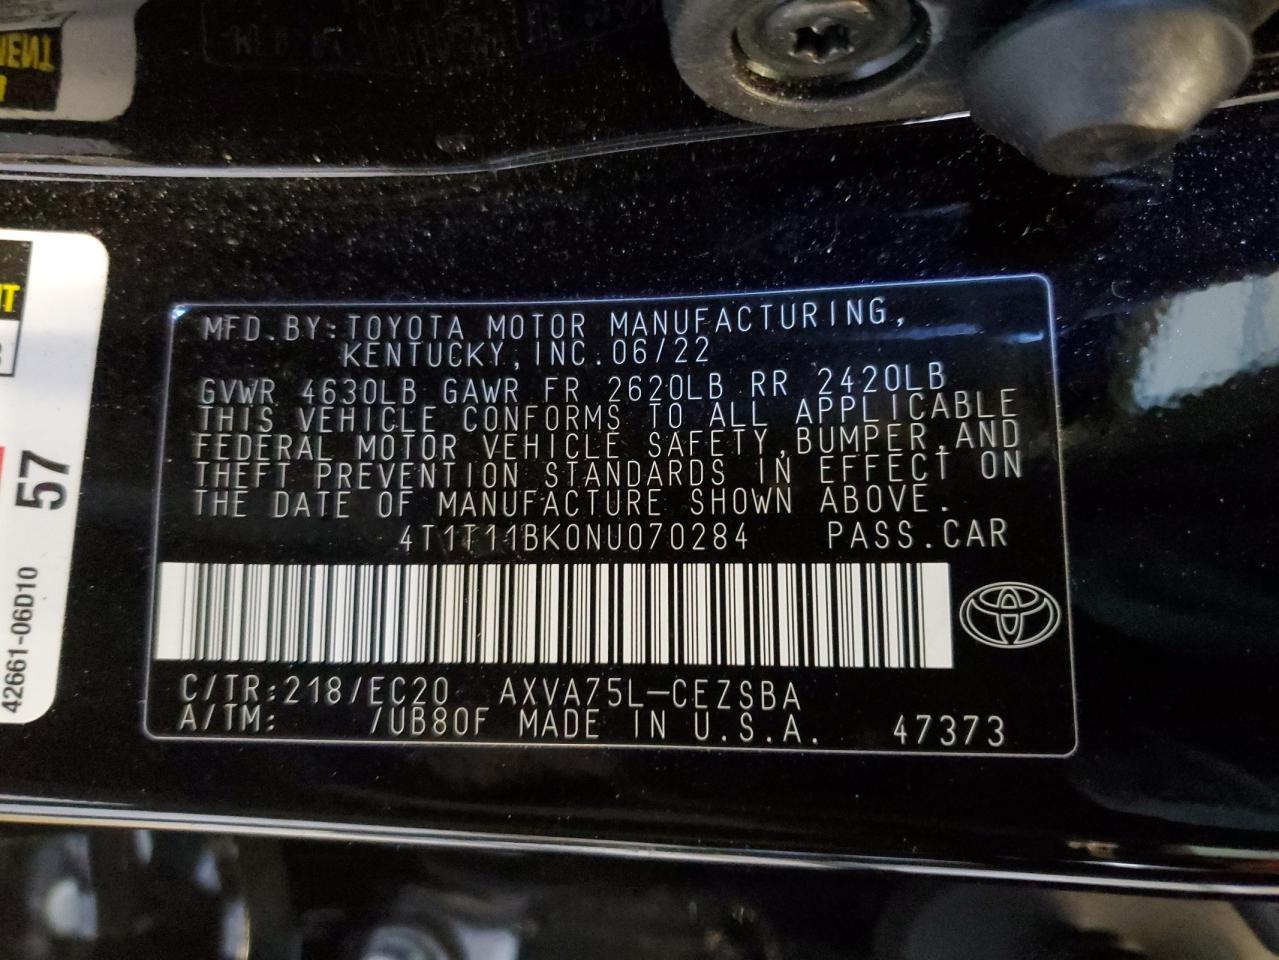 MFD.BY:TOYOTA MOTOR MANUFACTURING,
KENTUCKY,INC.06/22
GVWR 4630LB GAWR FR 2620LB RR 2420LB
THIS VEHICLE CONFORMS TO ALL APPLICABLE
FEDERAL MOTOR VEHICLE SAFETY,BUMPER,AND
THEFT PREVENTION STANDARDS IN EFFECT ON
THE DATE OF MANUFACTURE SHOWN ABOVE.
4T1T11BK0NU070284 PASS.CAR
C/TR:218/EC20 AXVA75L-CEZSBA
A/TM: /UB80F MADE IN U.S.A. 47373
57
42661-06D10